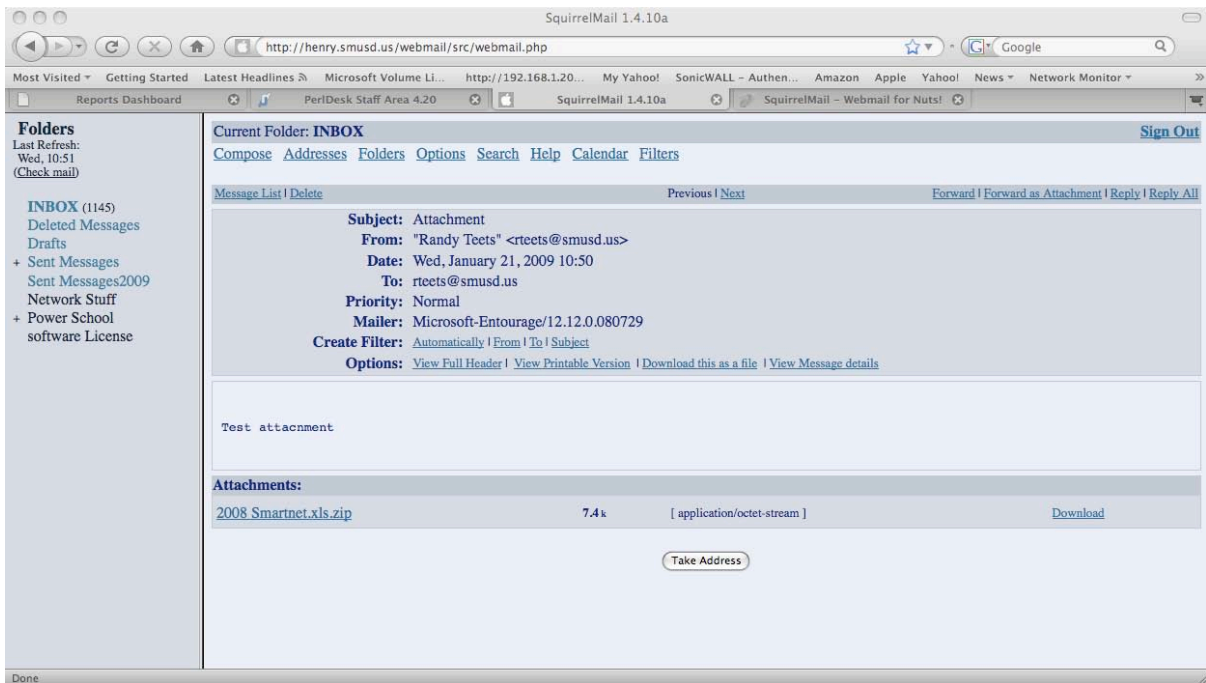 SquirrelMail 1.4.10a
http://henry.smusd.us/webmail/src/webmail.php
Google
Most Visited Getting Started Latest Headlines Microsoft Volume Li... http://192.168.1.20... My Yahoo! SonicWALL – Authen... Amazon Apple Yahoo! News Network Monitor »
Reports Dashboard PerlDesk Staff Area 4.20 SquirrelMail 1.4.10a SquirrelMail – Webmail for Nuts!
Folders
Last Refresh:
Wed, 10:51
(Check mail)
INBOX (1145)
Deleted Messages
Drafts
+ Sent Messages
Sent Messages2009
Network Stuff
+ Power School
software License
Current Folder: INBOX Sign Out
Compose Addresses Folders Options Search Help Calendar Filters
Message List | Delete Previous | Next Forward | Forward as Attachment | Reply | Reply All
Subject: Attachment
From: "Randy Teets" <rteets@smusd.us>
Date: Wed, January 21, 2009 10:50
To: rteets@smusd.us
Priority: Normal
Mailer: Microsoft-Entourage/12.12.0.080729
Create Filter: Automatically | From | To | Subject
Options: View Full Header | View Printable Version | Download this as a file | View Message details
Test attacnment
Attachments:
2008 Smartnet.xls.zip 7.4 k [ application/octet-stream ] Download
Take Address
Done